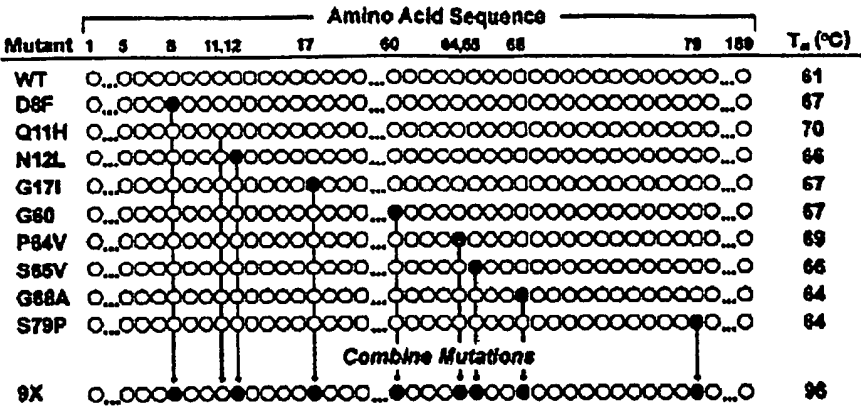 Amino Acid Sequence
Mutant 1 5 8 11,12 17 60 64,65 68 79 189 Tm (°C)
WT 61
D8F 67
Q11H 70
N12L 66
G17I 67
G60 67
P64V 69
S65V 66
G68A 64
S79P 64
Combine Mutations
9X 96